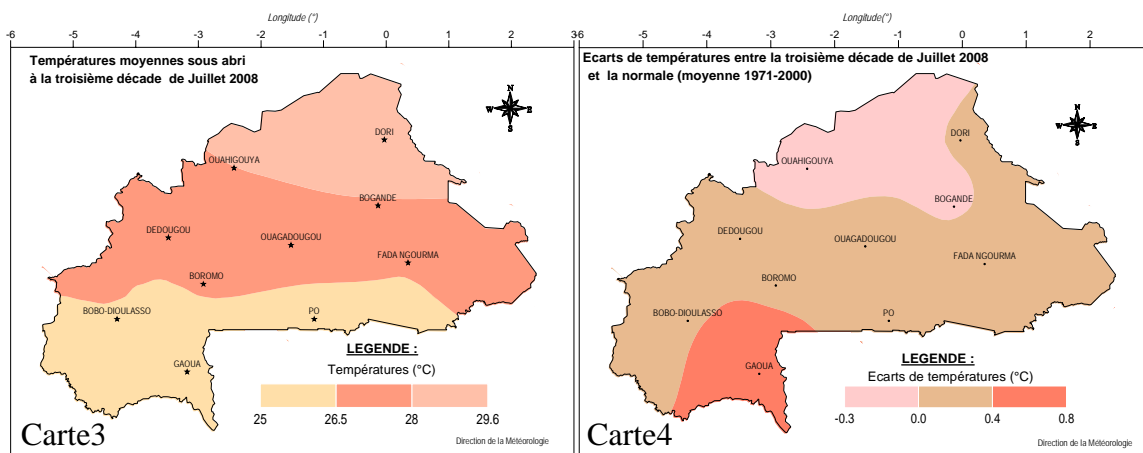 Longitude(°)
-6 -5 -4 -3 -2 -1 0 1 2 3
Températures moyennes sous abri
à la troisième décade de Juillet 2008
N
W E
S
DORI
OUAHIGOUYA
BOGANDE
DEDOUGOU
OUAGADOUGOU
FADA NGOURMA
BOROMO
BOBO-DIOULASSO
PO
GAOUA
LEGENDE :
Températures (°C)
25 26.5 28 29.6
Carte3
Direction de la Météorologie
Longitude(°)
-6 -5 -4 -3 -2 -1 0 1 2
Ecarts de températures entre la troisième décade de Juillet 2008
et la normale (moyenne 1971-2000)
N
W E
S
DORI
OUAHIGOUYA
BOGANDE
DEDOUGOU
OUAGADOUGOU
FADA NGOURMA
BOROMO
BOBO-DIOULASSO
PO
GAOUA
LEGENDE :
Ecarts de températures (°C)
-0.3 0.0 0.4 0.8
Carte4
Direction de la Météorologie